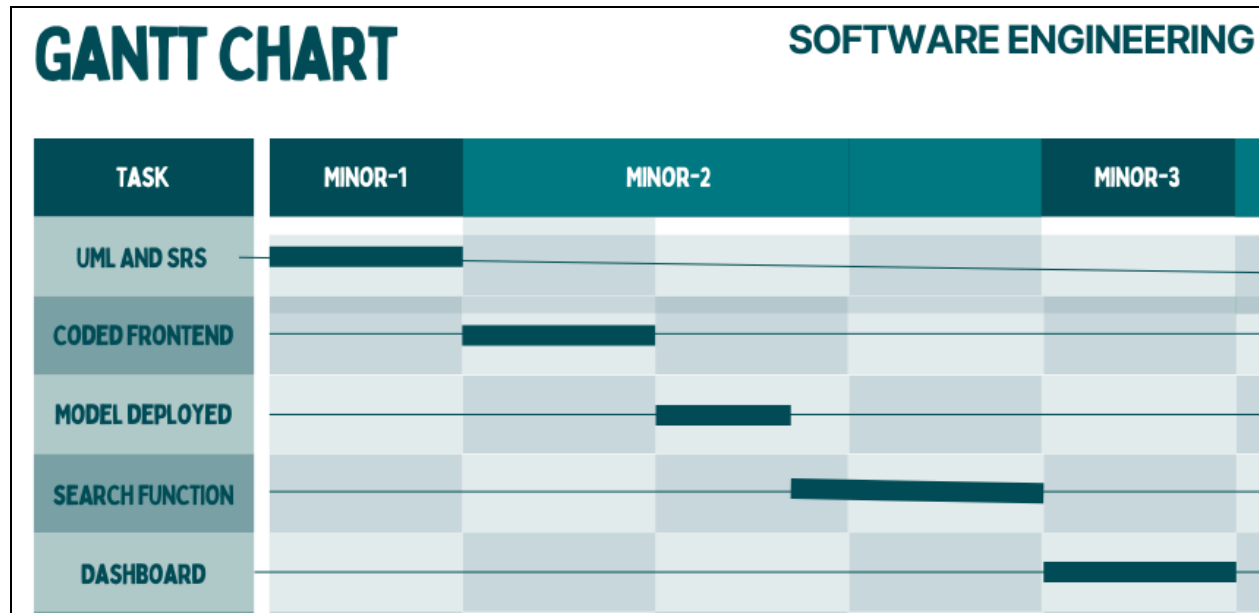 GANTT CHART
SOFTWARE ENGINEERING
TASK
MINOR-1
MINOR-2
MINOR-3
UML AND SRS
CODED FRONTEND
MODEL DEPLOYED
SEARCH FUNCTION
DASHBOARD